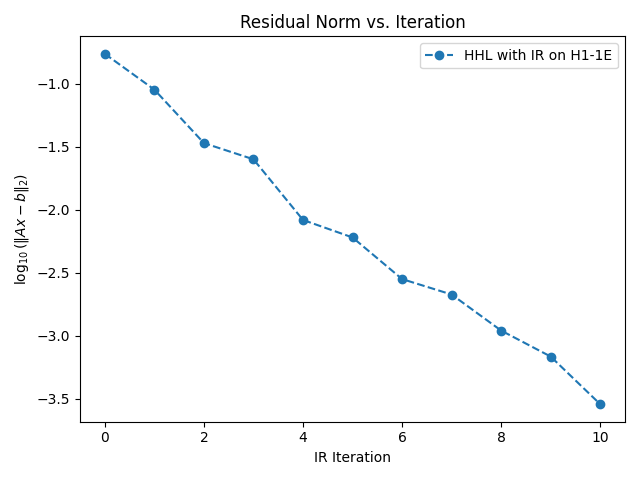 Residual Norm vs. Iteration
HHL with IR on H1-1E
log₁₀(‖Ax − b‖₂)
−1.0
−1.5
−2.0
−2.5
−3.0
−3.5
0 2 4 6 8 10
IR Iteration